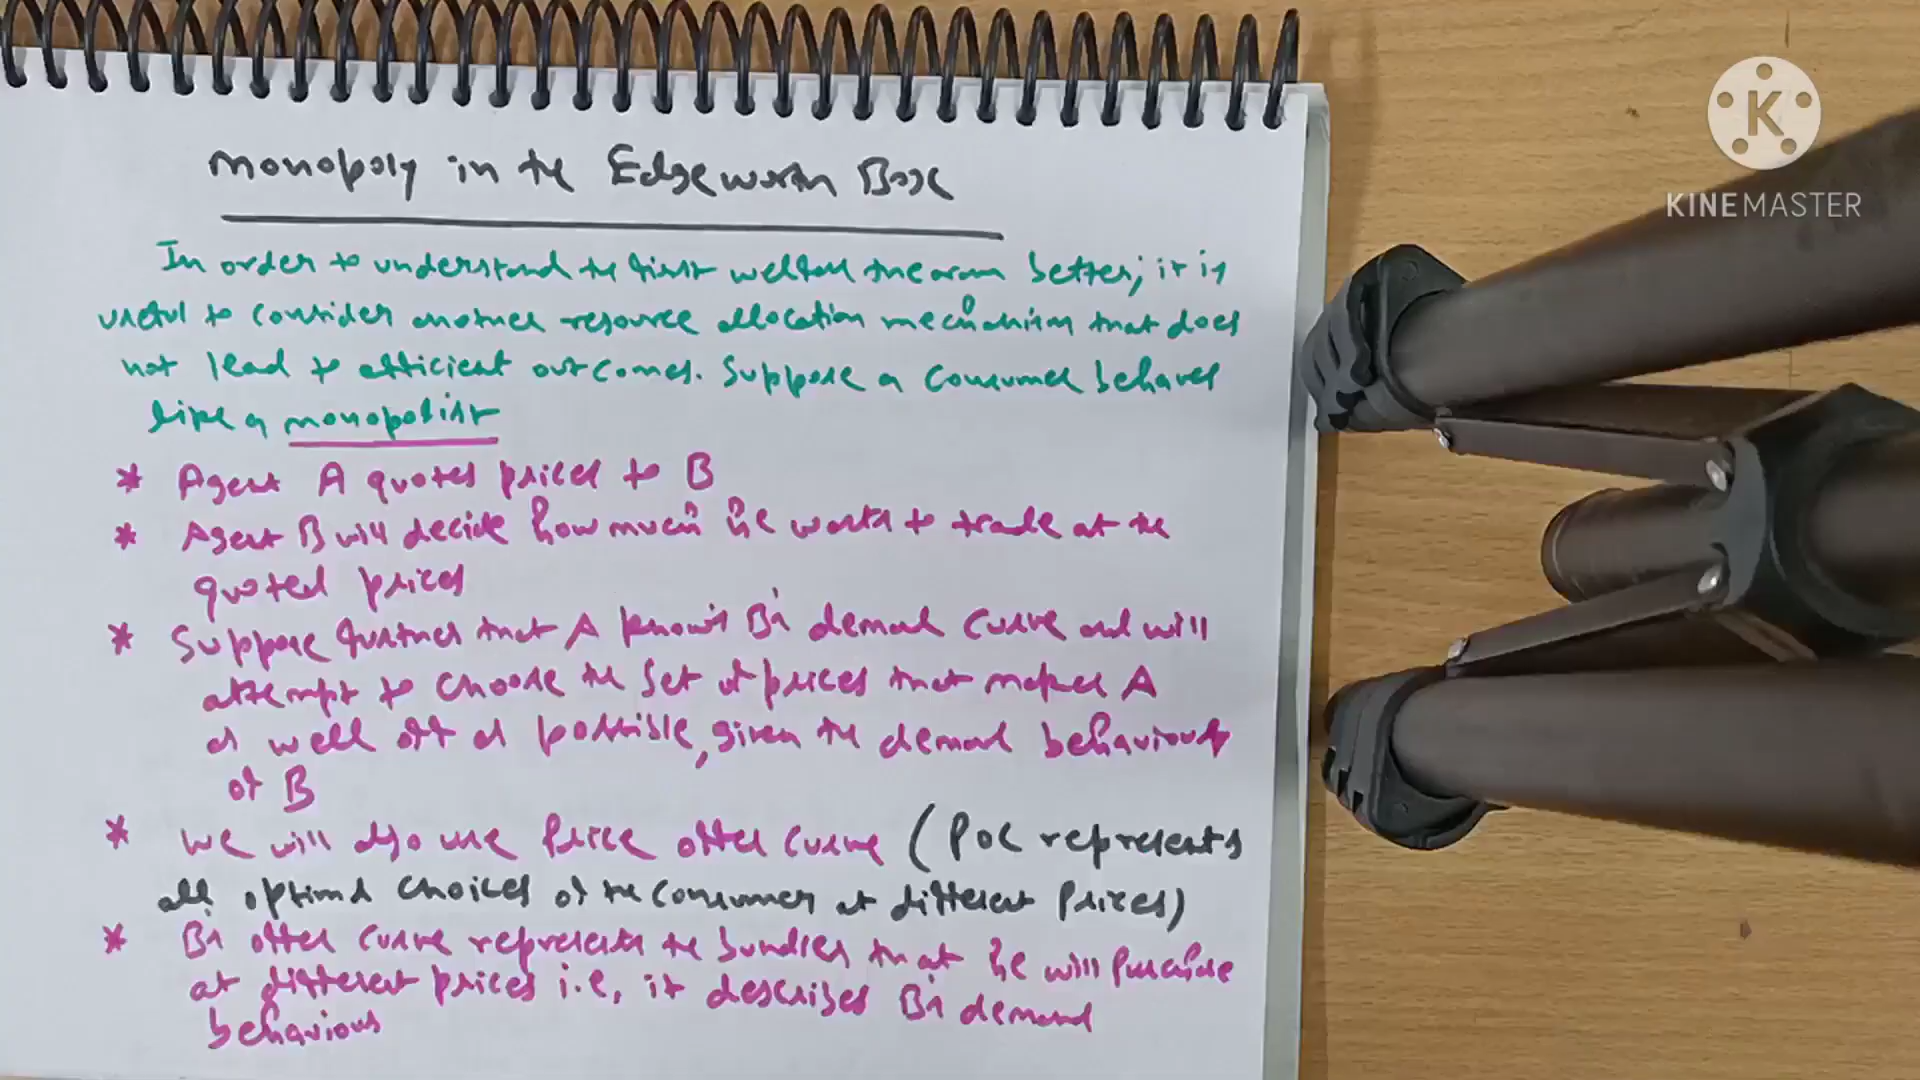 Monopoly in the Edgeworth Box
In order to understand the first welfare theorem better, it is
useful to consider another resource allocation mechanism that does
not lead to efficient outcomes. Suppose a consumer behaves
like a monopolist
* Agent A quotes prices to B
* Agent B will decide how much he wants to trade at the
quoted prices
* Suppose further that A knows B's demand curve and will
attempt to choose the set of prices that makes A
as well off as possible, given the demand behaviour
of B
* We will also use Price offer curve (POC represents
all optimal choices of the consumer at different prices)
* B's offer curve represents the bundles that he will purchase
at different prices i.e, it describes B's demand
behaviour
K
KINEMASTER